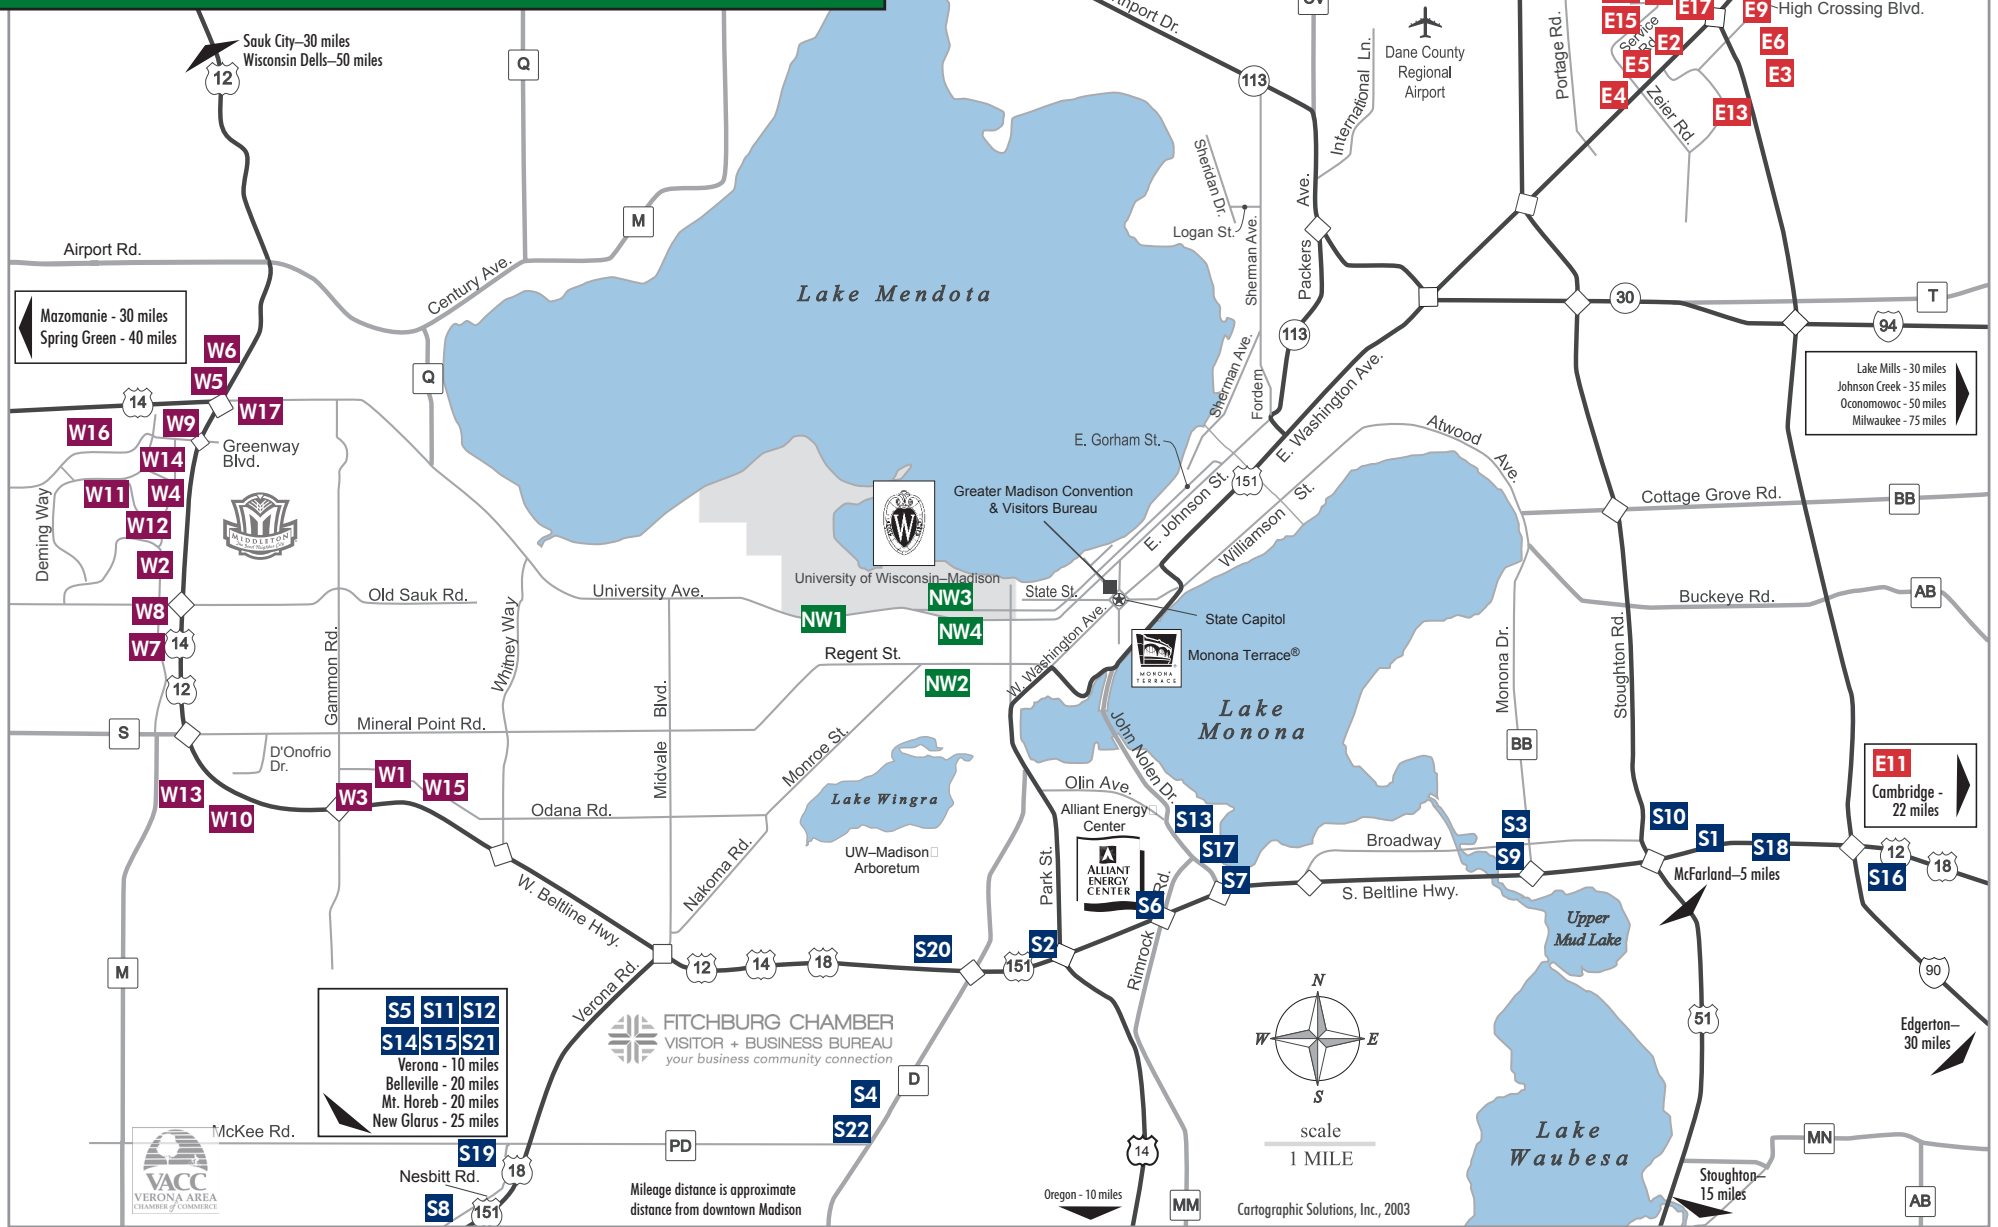 Sauk City–30 miles
Wisconsin Dells–50 miles
12
Q
M
Airport Rd.
Century Ave.
Mazomanie - 30 miles
Spring Green - 40 miles
Q
W6
W5
14
W17
W9
W16
Greenway
Blvd.
W14
W11
W4
W12
Deming Way
W2
MIDDLETON
W8
Old Sauk Rd.
W7
14
12
Gammon Rd.
Whitney Way
University Ave.
S
Mineral Point Rd.
D'Onofrio
Dr.
W13
W10
W3
W1
W15
Odana Rd.
Midvale Blvd.
Monroe St.
Nakoma Rd.
W. Beltline Hwy.
M
Lake Mendota
Northport Dr.
113
CV
Dane County
Regional
Airport
International Ln.
Portage Rd.
E15
E17
E9
High Crossing Blvd.
Service
Rd.
E2
E6
E5
E3
E4
E13
Zeier Rd.
Sheridan Dr.
Logan St.
Sherman Ave.
Packers Ave.
113
Sherman Ave.
Fordem
E. Washington Ave.
30
T
94
Lake Mills - 30 miles
Johnson Creek - 35 miles
Oconomowoc - 50 miles
Milwaukee - 75 miles
Atwood Ave.
E. Gorham St.
151
E. Johnson St.
Williamson St.
Greater Madison Convention
& Visitors Bureau
W
University of Wisconsin–Madison
NW3
NW1
NW4
NW2
State St.
State Capitol
W. Washington Ave.
MONONA
TERRACE
Monona Terrace®
Regent St.
Cottage Grove Rd.
BB
Buckeye Rd.
AB
Stoughton Rd.
Monona Dr.
BB
Lake
Monona
John Nolen Dr.
Lake Wingra
UW–Madison
Arboretum
Olin Ave.
Alliant Energy
Center
ALLIANT
ENERGY
CENTER
Park St.
Rimrock Rd.
S13
S17
S7
S6
S2
S20
Broadway
S3
S9
S. Beltline Hwy.
S10
S1
S18
McFarland–5 miles
E11
Cambridge -
22 miles
12
18
S16
Upper
Mud Lake
90
Edgerton–
30 miles
51
12
14
18
151
Verona Rd.
S5 S11 S12
S14 S15 S21
Verona - 10 miles
Belleville - 20 miles
Mt. Horeb - 20 miles
New Glarus - 25 miles
FITCHBURG CHAMBER
VISITOR + BUSINESS BUREAU
your business community connection
D
S4
S22
McKee Rd.
PD
S19
18
Nesbitt Rd.
S8
151
VACC
VERONA AREA
CHAMBER of COMMERCE
Mileage distance is approximate
distance from downtown Madison
Oregon - 10 miles
14
MM
N
W
E
S
scale
1 MILE
Cartographic Solutions, Inc., 2003
Lake
Waubesa
MN
Stoughton–
15 miles
AB